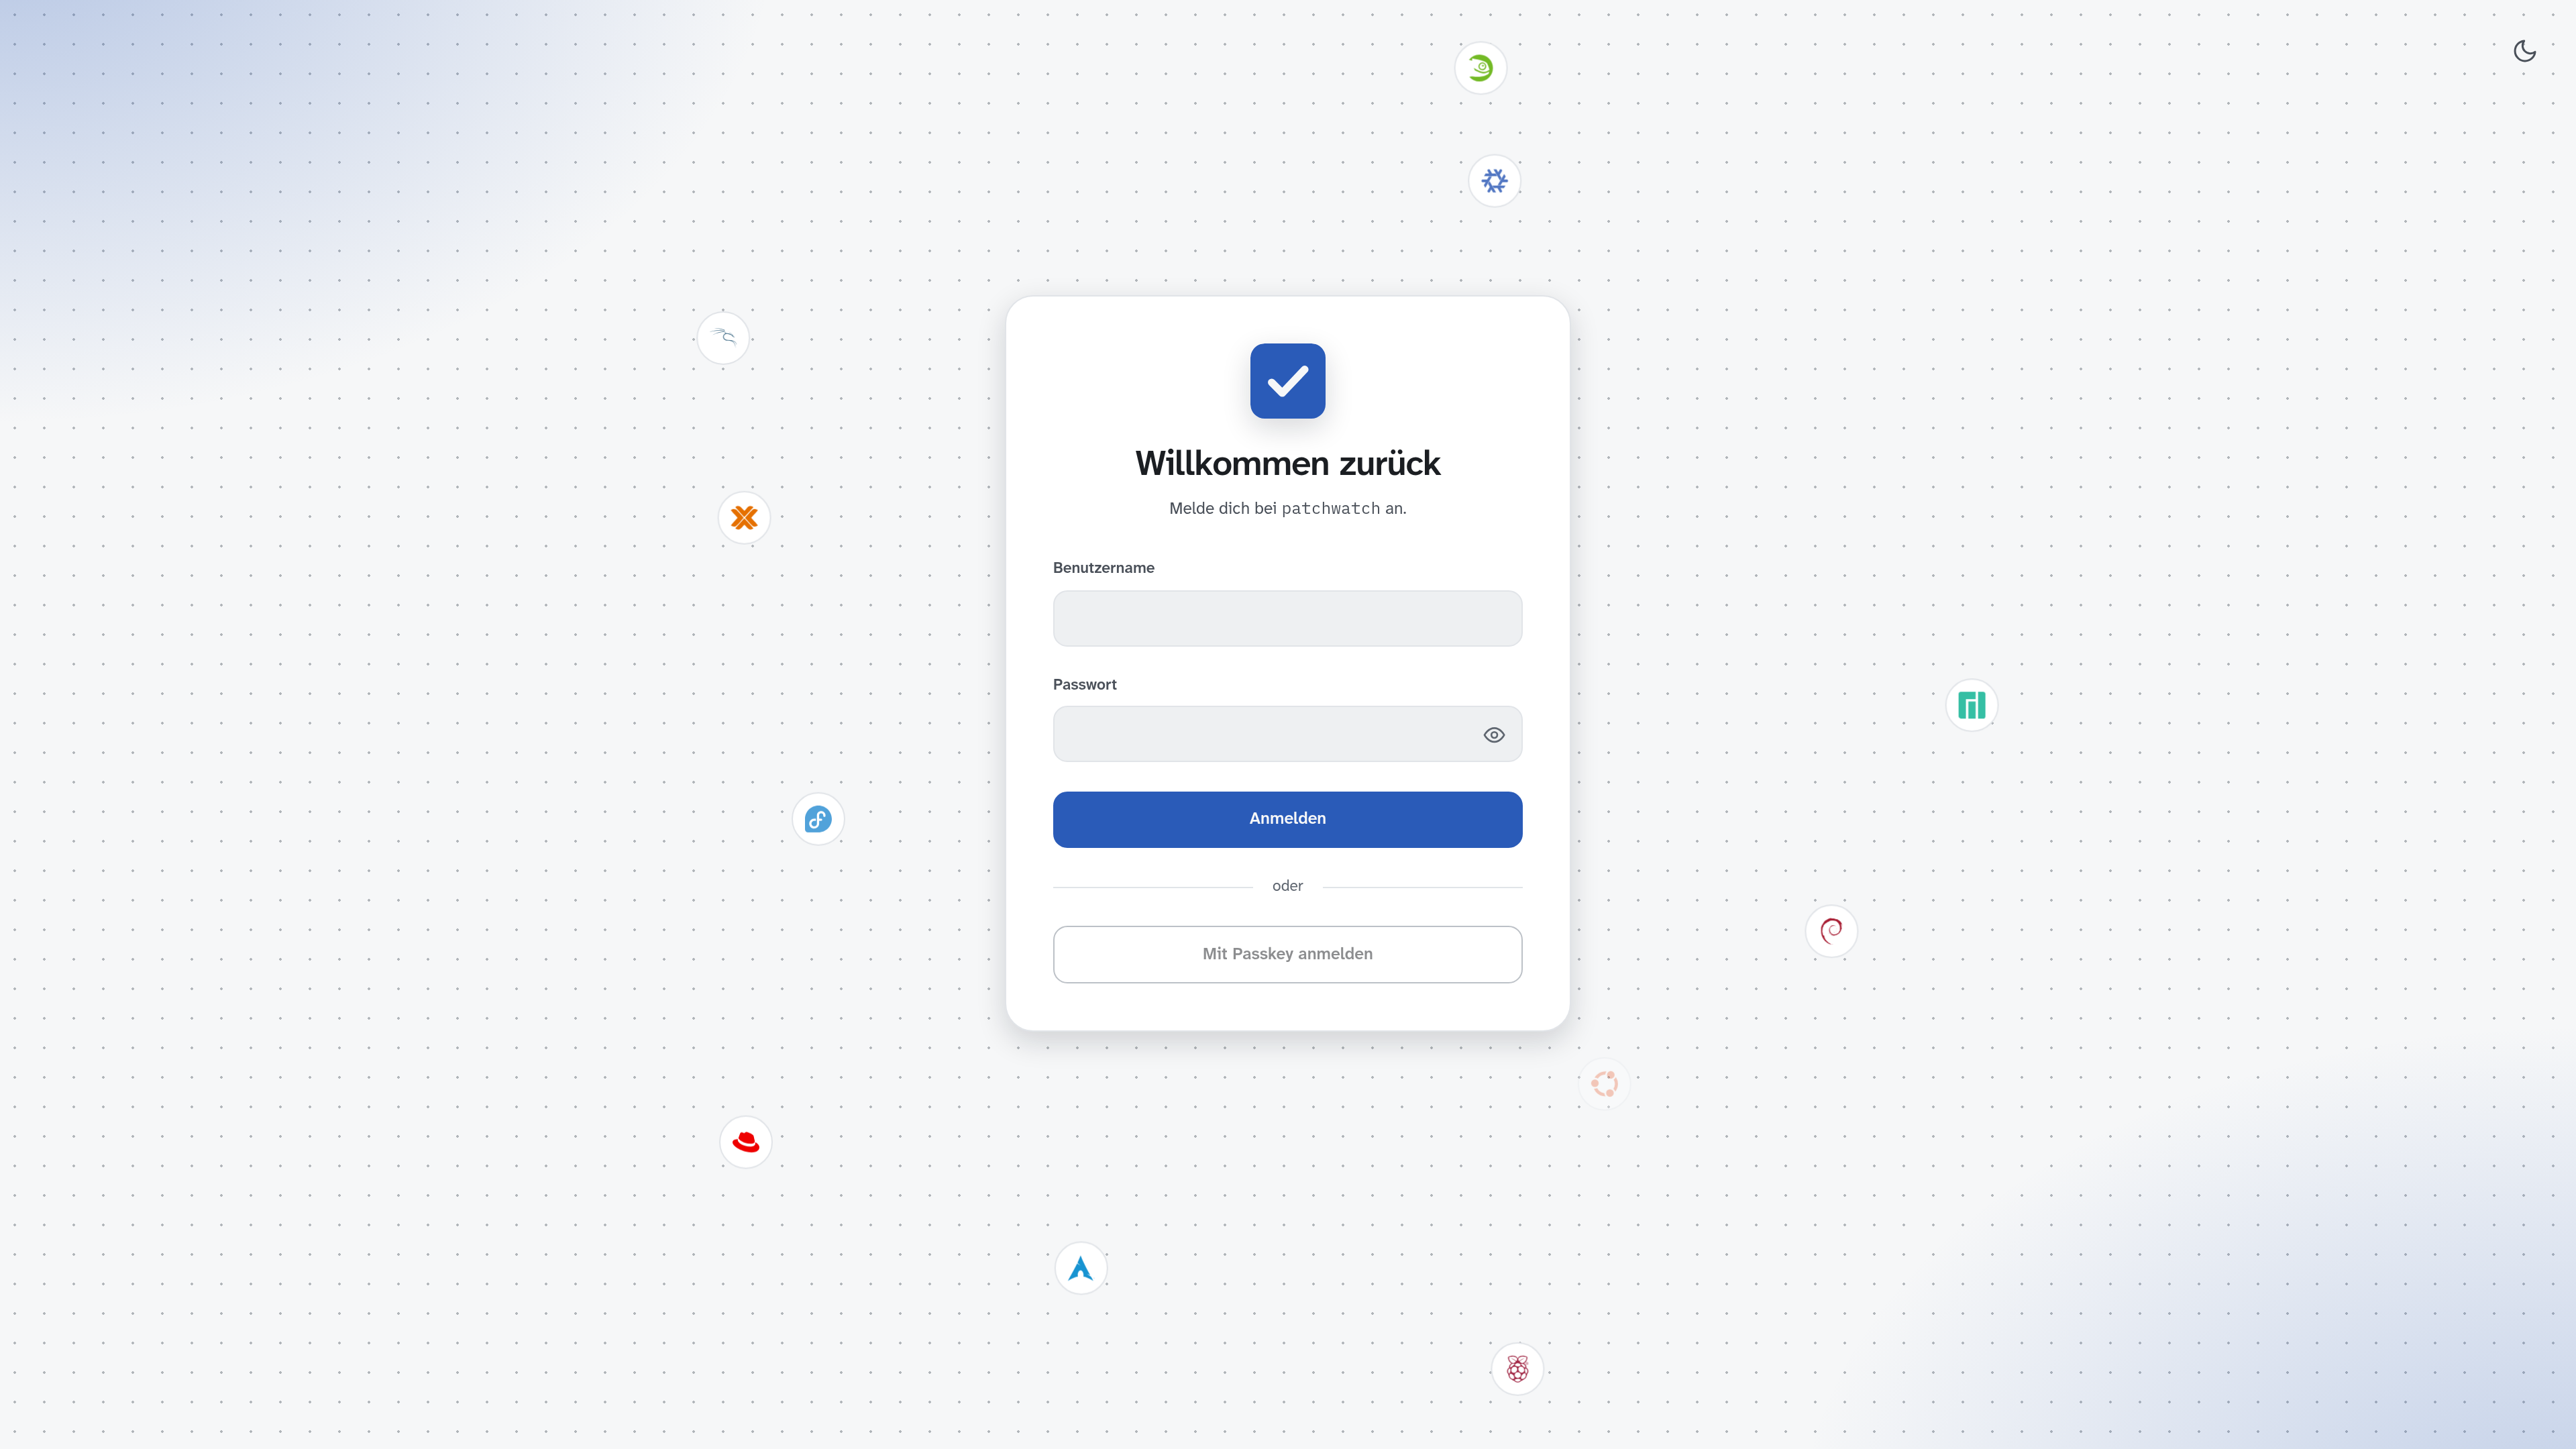 Willkommen zurück
Melde dich bei patchwatch an.
Benutzername
Passwort
Anmelden
oder
Mit Passkey anmelden